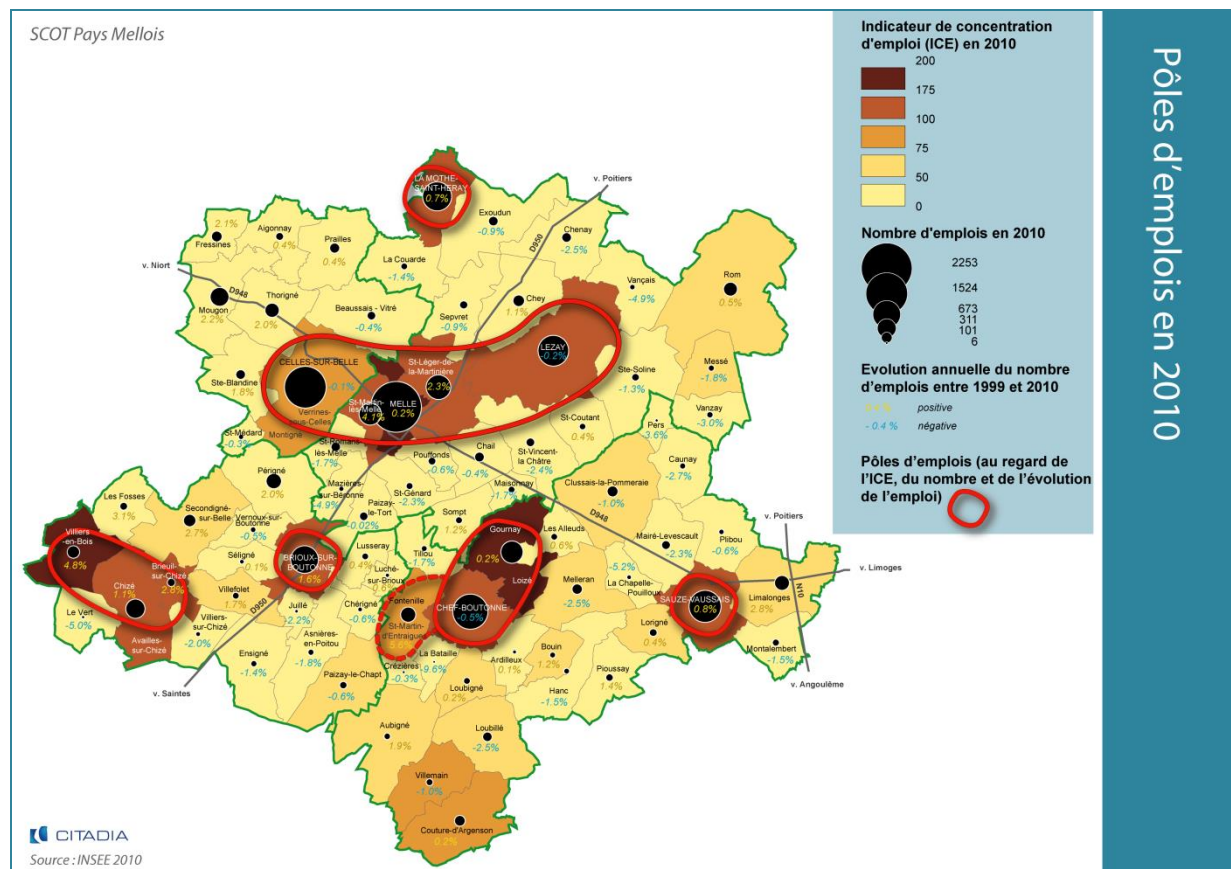 SCOT Pays Mellois
Pôles d'emplois en 2010
Indicateur de concentration
d'emploi (ICE) en 2010
200
175
100
75
50
0
Nombre d'emplois en 2010
2253
1524
673
311
101
6
Evolution annuelle du nombre
d'emplois entre 1999 et 2010
positive
- 0.4 %
négative
Pôles d'emplois (au regard de
l'ICE, du nombre et de l'évolution
de l'emploi)
LA MOTHE-
SAINT-HERAY
0.7%
v. Poitiers
D950
Exoudun
-0.9%
Chenay
-2.5%
2.1%
Fressines
Aigonnay
0.4%
Prailles
0.4%
La Couarde
-1.4%
v. Niort
D948
Mougon
2.2%
Thorigné
2.0%
Beaussais - Vitré
-0.4%
Sepvret
-0.9%
Chey
1.1%
Vançais
-4.9%
Rom
0.5%
CELLES-SUR-BELLE
-0.1%
Verrines-
sous-Celles
Montigné
St-Léger-de-
la-Martinière
2.3%
LEZAY
-0.2%
St-Martin-
lès-Melle
4.1%
MELLE
0.2%
Ste-Blandine
1.8%
Ste-Soline
-1.3%
Messé
-1.8%
Vanzay
-3.0%
St-Médard
-0.3%
St-Romans-
lès-Melle
-1.7%
Pouffonds
-0.6%
Chail
-0.4%
St-Vincent-
la Châtre
-2.4%
St-Coutant
0.4%
Pers
-3.6%
Caunay
-2.7%
Périgné
2.0%
Mazières-
sur-Béronne
-4.9%
St-Génard
-2.3%
Maisonnay
-1.7%
Clussais-la-Pommeraie
-1.0%
D948
Les Fosses
3.1%
Secondigné-
sur-Belle
2.7%
Vernoux-sur-
Boutonne
-0.5%
Paizay-
le-Tort
-0.02%
Sompt
1.2%
Gournay
0.2%
Les Alleuds
0.6%
Mairé-Levescault
-2.3%
Plibou
-0.6%
v. Poitiers
v. Limoges
Villiers
en-Bois
4.8%
Séligné
0.1%
BRIOUX-SUR-
BOUTONNE
1.6%
Lusseray
0.4%
Tillou
-1.7%
Loizé
Brieuil-
sur-Chizé
2.8%
Chizé
1.1%
Villefolet
1.7%
Luché-
sur-Brioux
0.6%
Melleran
-2.5%
-5.2%
La Chapelle-
Pouilloux
SAUZE-VAUSSAIS
0.8%
N10
Limalonges
2.8%
Le Vert
-5.0%
Availles-
sur-Chizé
Villiers-
sur-Chizé
-2.0%
D950
Juillé
-2.2%
Chérigné
-0.6%
Fontenille
St-Martin-
d'Entraigues
CHEF-BOUTONNE
-0.5%
Lorigné
0.4%
Montalembert
-1.5%
v. Angoulême
Ensigné
-1.4%
Asnières-
en-Poitou
-1.8%
Crézières
-0.3%
La Bataille
-9.6%
Ardilleux
0.1%
Bouin
1.2%
Pioussay
1.4%
v. Saintes
Paizay-le-Chapt
-0.6%
Loubigné
0.2%
Hanc
-1.5%
Aubigné
1.9%
Loubillé
-2.5%
Villemain
-1.0%
Couture-d'Argenson
0.2%
CITADIA
Source : INSEE 2010